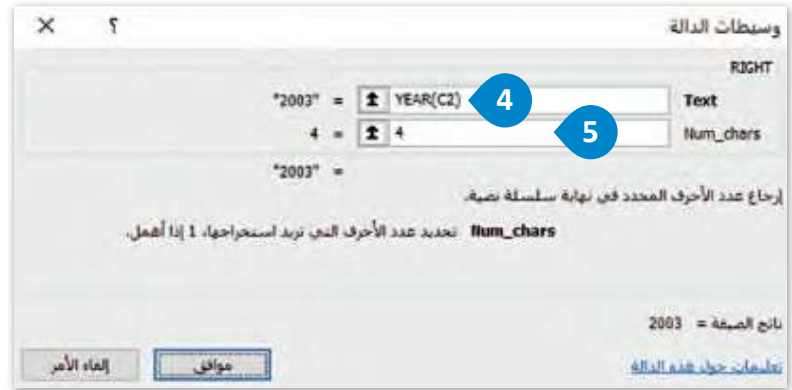 وسيطات الدالة ؟ ×
RIGHT
Text YEAR(C2) 4 = "2003"
Num_chars 4 5 = 4
= "2003"
إرجاع عدد الأحرف المحدد في نهاية سلسلة نصية.
Num_chars تحديد عدد الأحرف التي تريد استخراجها، 1 إذا أهمل.
ناتج الصيغة = 2003
تعليمات حول هذه الدالة موافق إلغاء الأمر